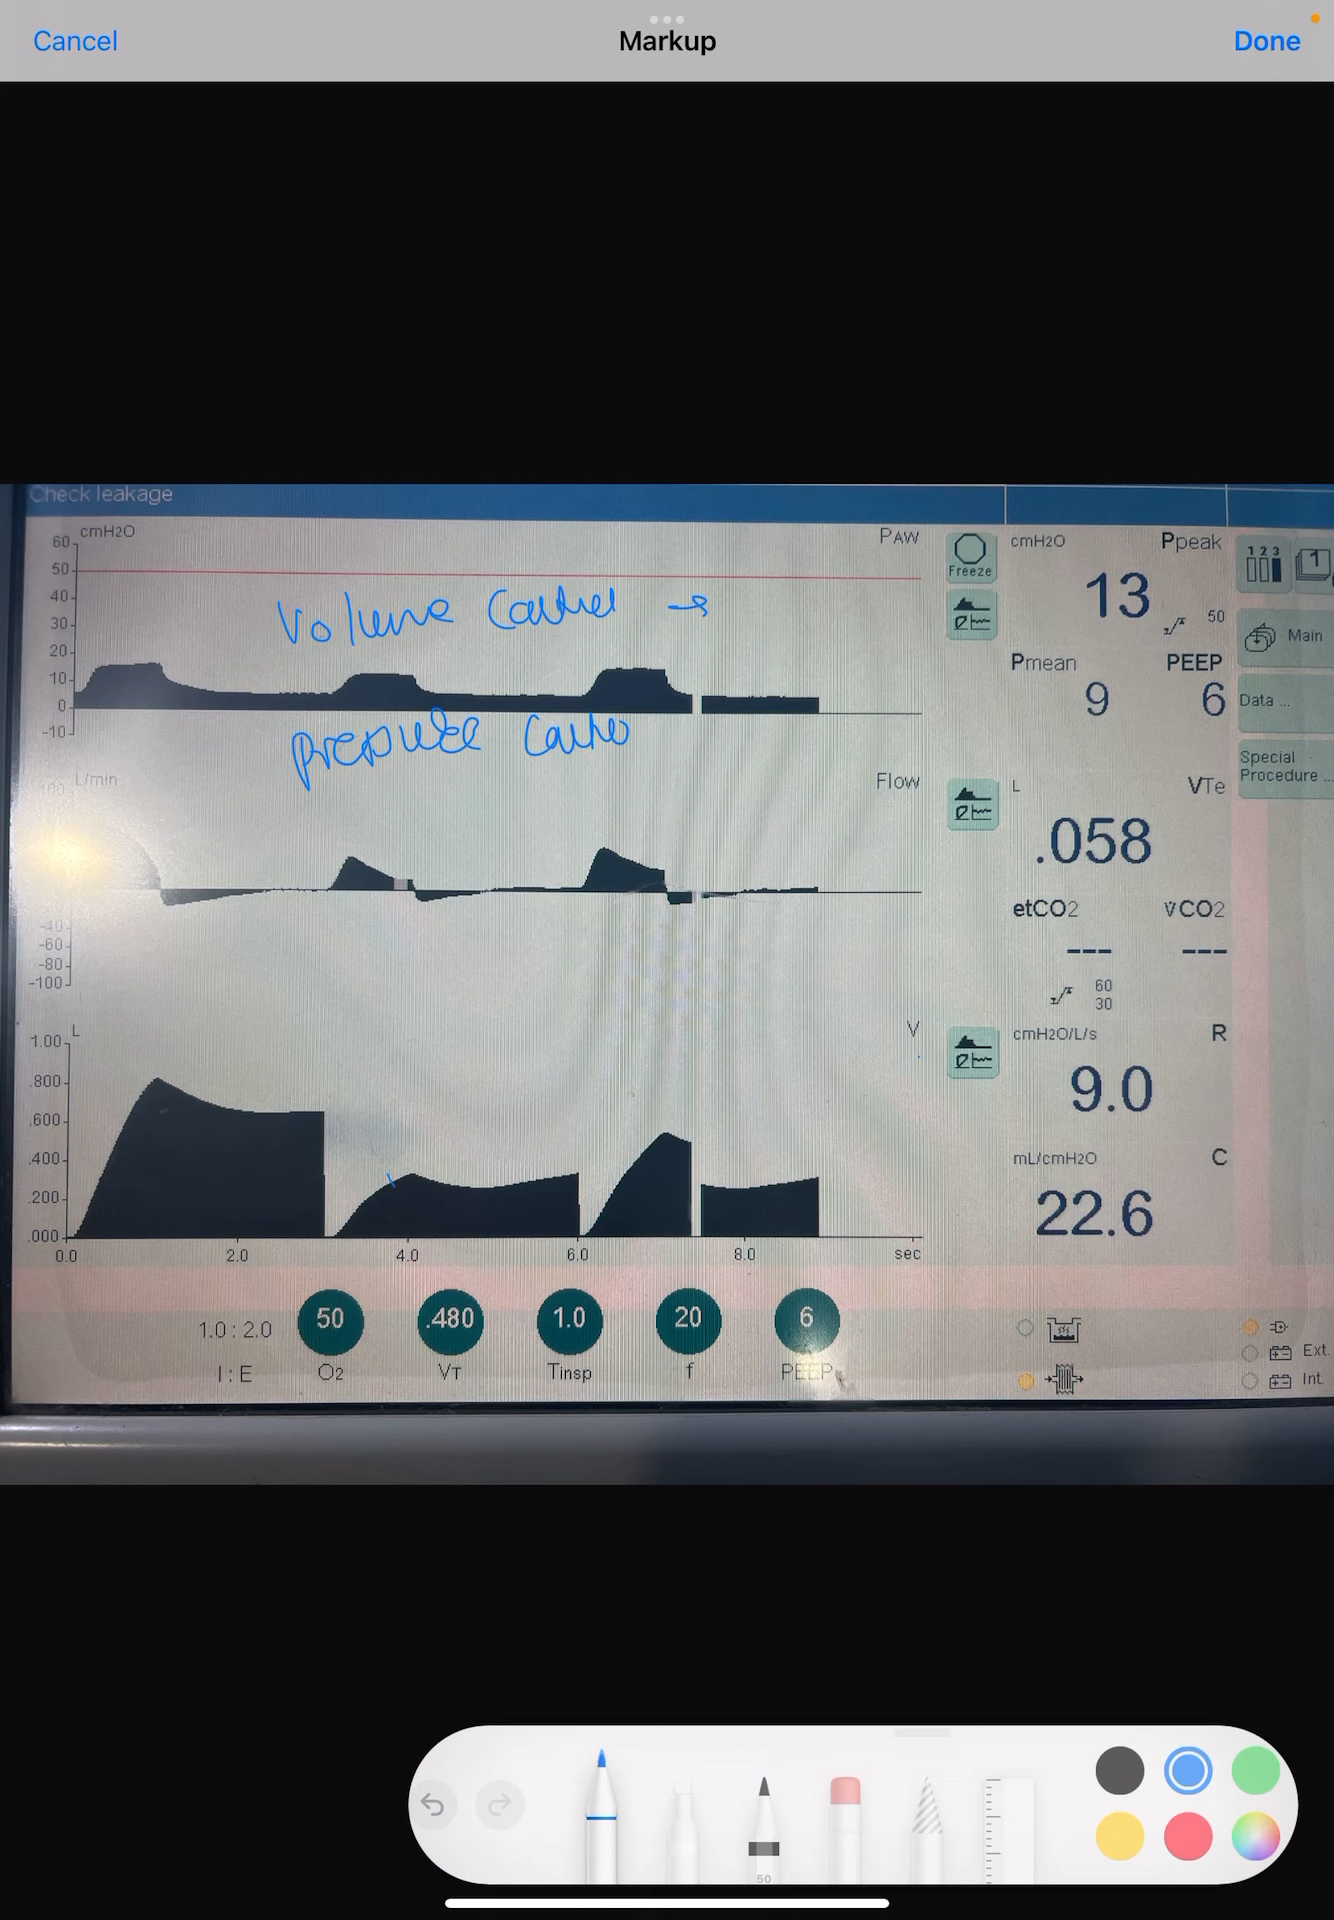 Cancel Markup Done
Check leakage
cmH2O PAW
60
50
40
30
20
10
0
-10
Volume
L/min Flow
100
-40
-60
-80
-100
L V
1.00
.800
.600
.400
.200
.000
0.0 2.0 4.0 6.0 8.0 sec
Freeze
cmH2O Ppeak
13
50
Pmean PEEP
9 6
L VTe
.058
etCO2 V̇CO2
--- ---
60
30
cmH2O/L/s R
9.0
mL/cmH2O C
22.6
1 2 3
1
Main
Data ...
Special
Procedure ...
1.0 : 2.0 50 .480 1.0 20 6
I : E O2 VT Tinsp f PEEP
Ext.
Int.
50